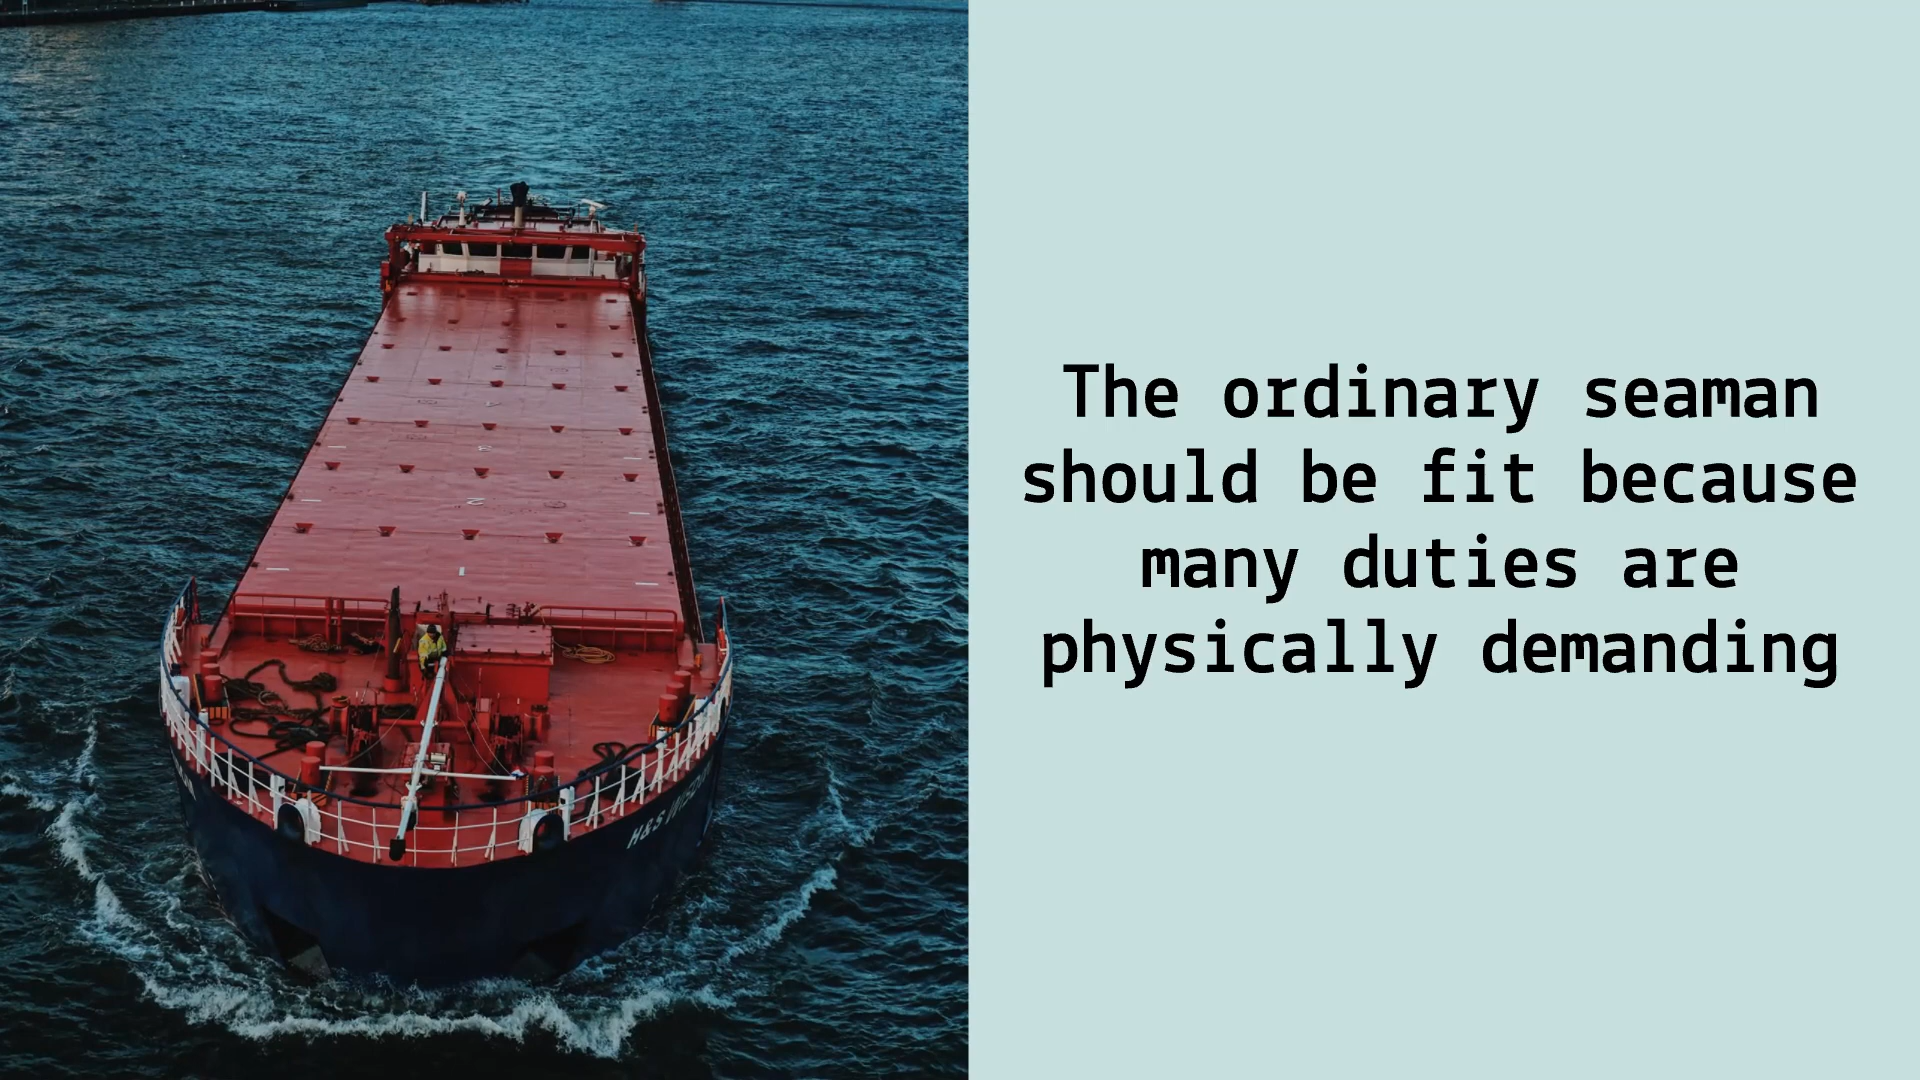 The ordinary seaman
should be fit because
many duties are
physically demanding
H&S